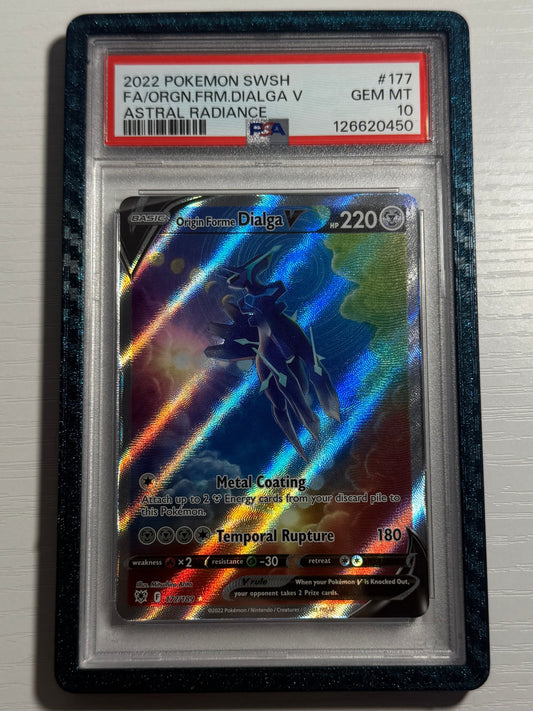 2022 POKEMON SWSH #177
FA/ORGN.FRM.DIALGA V GEM MT
ASTRAL RADIANCE 10
PSA 126620450
BASIC Origin Forme Dialga V HP 220
Metal Coating
Attach up to 2 Energy cards from your discard pile to
this Pokémon.
Temporal Rupture 180
weakness ×2 resistance -30 retreat
V rule When your Pokémon V is Knocked Out,
your opponent takes 2 Prize cards.
Illus.
F 177/189
©2022 Pokémon / Nintendo / Creatures